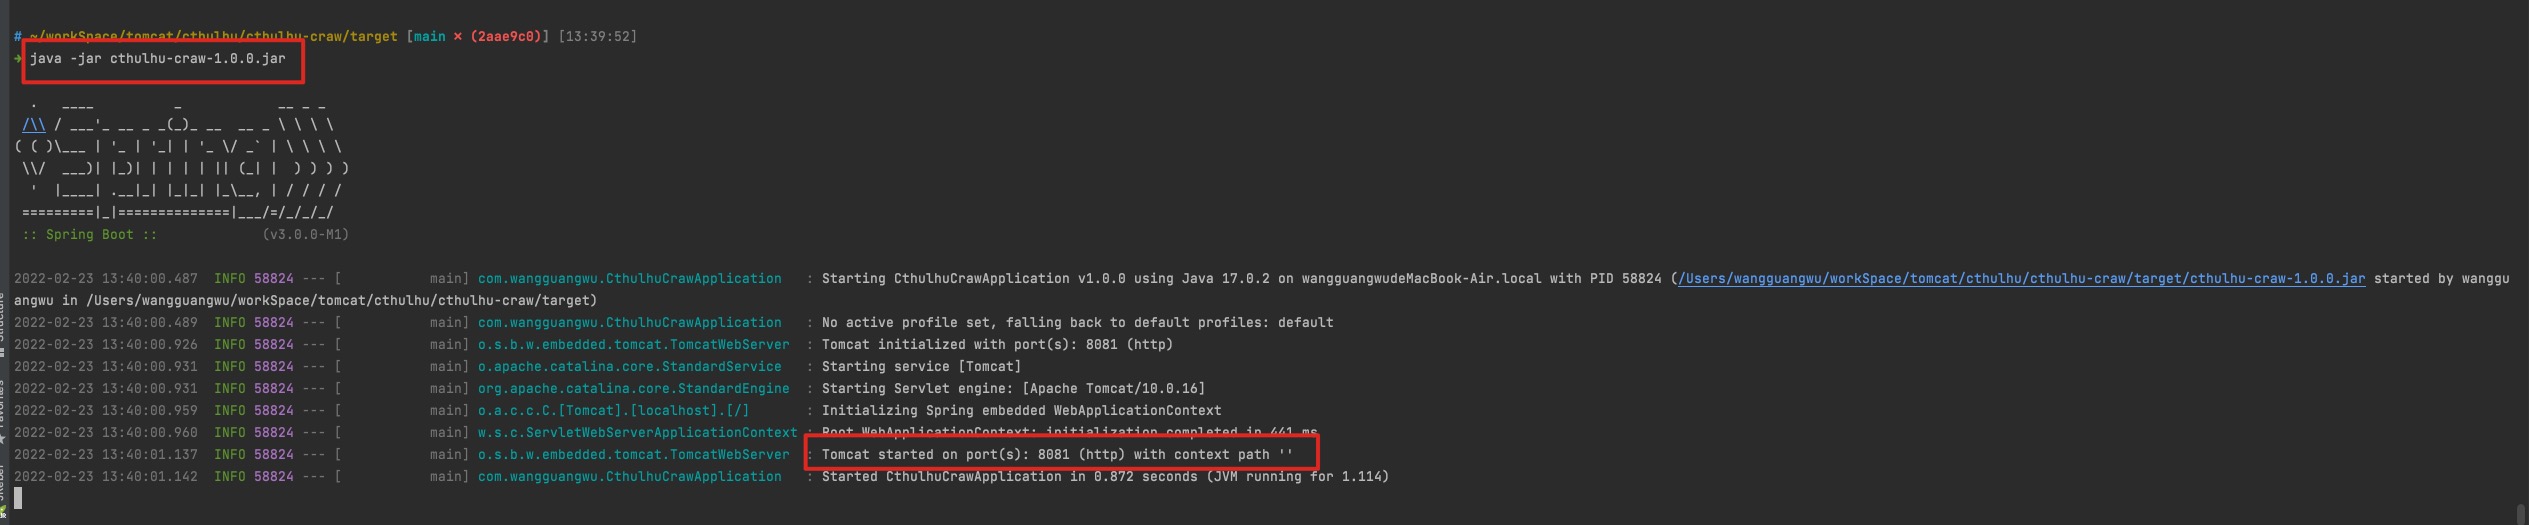 # ~/workSpace/tomcat/cthulhu/cthulhu-craw/target [main × (2aae9c0)] [13:39:52]
➜ java -jar cthulhu-craw-1.0.0.jar
  .   ____          _            __ _ _
 /\\ / ___'_ __ _ _(_)_ __  __ _ \ \ \ \
( ( )\___ | '_ | '_| | '_ \/ _` | \ \ \ \
 \\/  ___)| |_)| | | | | || (_| |  ) ) ) )
  '  |____| .__|_| |_|_| |_\__, | / / / /
 =========|_|==============|___/=/_/_/_/
 :: Spring Boot ::             (v3.0.0-M1)
2022-02-23 13:40:00.487  INFO 58824 --- [           main] com.wangguangwu.CthulhuCrawApplication   : Starting CthulhuCrawApplication v1.0.0 using Java 17.0.2 on wangguangwudeMacBook-Air.local with PID 58824 (/Users/wangguangwu/workSpace/tomcat/cthulhu/cthulhu-craw/target/cthulhu-craw-1.0.0.jar started by wanggu
angwu in /Users/wangguangwu/workSpace/tomcat/cthulhu/cthulhu-craw/target)
2022-02-23 13:40:00.489  INFO 58824 --- [           main] com.wangguangwu.CthulhuCrawApplication   : No active profile set, falling back to default profiles: default
2022-02-23 13:40:00.926  INFO 58824 --- [           main] o.s.b.w.embedded.tomcat.TomcatWebServer  : Tomcat initialized with port(s): 8081 (http)
2022-02-23 13:40:00.931  INFO 58824 --- [           main] o.apache.catalina.core.StandardService   : Starting service [Tomcat]
2022-02-23 13:40:00.931  INFO 58824 --- [           main] org.apache.catalina.core.StandardEngine  : Starting Servlet engine: [Apache Tomcat/10.0.16]
2022-02-23 13:40:00.959  INFO 58824 --- [           main] o.a.c.c.C.[Tomcat].[localhost].[/]       : Initializing Spring embedded WebApplicationContext
2022-02-23 13:40:00.960  INFO 58824 --- [           main] w.s.c.ServletWebServerApplicationContext : Root WebApplicationContext: initialization completed in 441 ms
2022-02-23 13:40:01.137  INFO 58824 --- [           main] o.s.b.w.embedded.tomcat.TomcatWebServer  : Tomcat started on port(s): 8081 (http) with context path ''
2022-02-23 13:40:01.142  INFO 58824 --- [           main] com.wangguangwu.CthulhuCrawApplication   : Started CthulhuCrawApplication in 0.872 seconds (JVM running for 1.114)
Structure
Favorites
JRebel